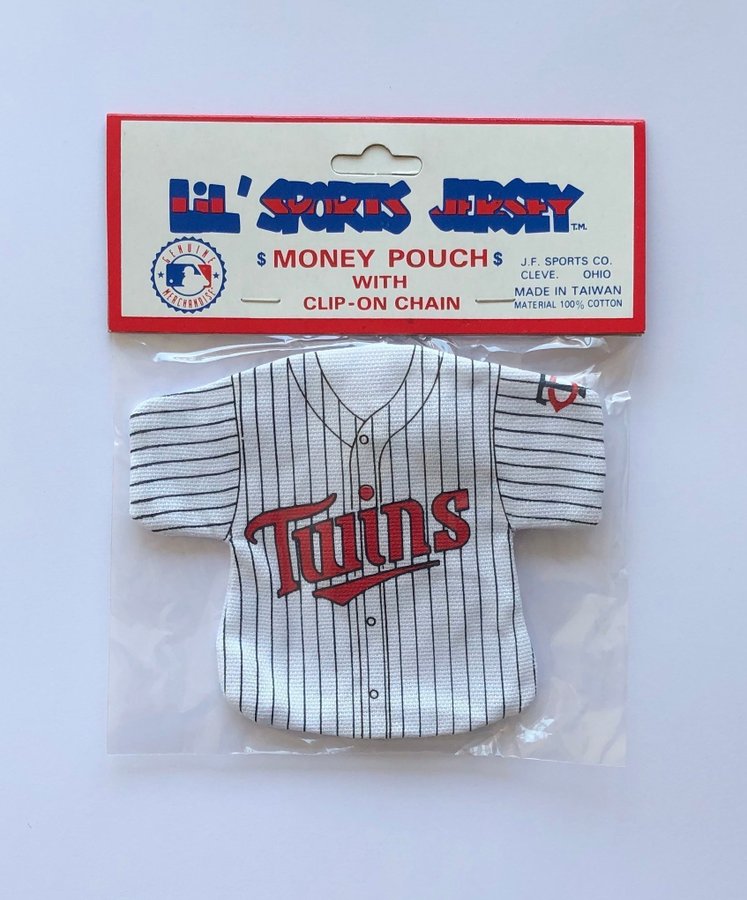 LiL' SPORTS JERSEY T.M.
GENUINE
MERCHANDISE
$ MONEY POUCH $
WITH
CLIP-ON CHAIN
J.F. SPORTS CO.
CLEVE. OHIO
MADE IN TAIWAN
MATERIAL 100% COTTON
TC
Twins